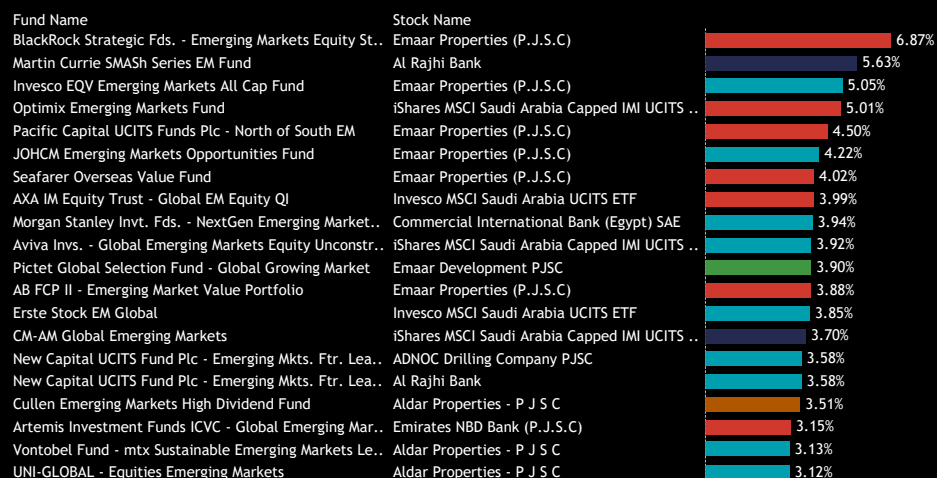 Fund Name Stock Name
BlackRock Strategic Fds. - Emerging Markets Equity St.. Emaar Properties (P.J.S.C) 6.87%
Martin Currie SMASh Series EM Fund Al Rajhi Bank 5.63%
Invesco EQV Emerging Markets All Cap Fund Emaar Properties (P.J.S.C) 5.05%
Optimix Emerging Markets Fund iShares MSCI Saudi Arabia Capped IMI UCITS .. 5.01%
Pacific Capital UCITS Funds Plc - North of South EM Emaar Properties (P.J.S.C) 4.50%
JOHCM Emerging Markets Opportunities Fund Emaar Properties (P.J.S.C) 4.22%
Seafarer Overseas Value Fund Emaar Properties (P.J.S.C) 4.02%
AXA IM Equity Trust - Global EM Equity QI Invesco MSCI Saudi Arabia UCITS ETF 3.99%
Morgan Stanley Invt. Fds. - NextGen Emerging Market.. Commercial International Bank (Egypt) SAE 3.94%
Aviva Invs. - Global Emerging Markets Equity Unconstr.. iShares MSCI Saudi Arabia Capped IMI UCITS .. 3.92%
Pictet Global Selection Fund - Global Growing Market Emaar Development PJSC 3.90%
AB FCP II - Emerging Market Value Portfolio Emaar Properties (P.J.S.C) 3.88%
Erste Stock EM Global Invesco MSCI Saudi Arabia UCITS ETF 3.85%
CM-AM Global Emerging Markets iShares MSCI Saudi Arabia Capped IMI UCITS .. 3.70%
New Capital UCITS Fund Plc - Emerging Mkts. Ftr. Lea.. ADNOC Drilling Company PJSC 3.58%
New Capital UCITS Fund Plc - Emerging Mkts. Ftr. Lea.. Al Rajhi Bank 3.58%
Cullen Emerging Markets High Dividend Fund Aldar Properties - P J S C 3.51%
Artemis Investment Funds ICVC - Global Emerging Mar.. Emirates NBD Bank (P.J.S.C) 3.15%
Vontobel Fund - mtx Sustainable Emerging Markets Le.. Aldar Properties - P J S C 3.13%
UNI-GLOBAL - Equities Emerging Markets Aldar Properties - P J S C 3.12%